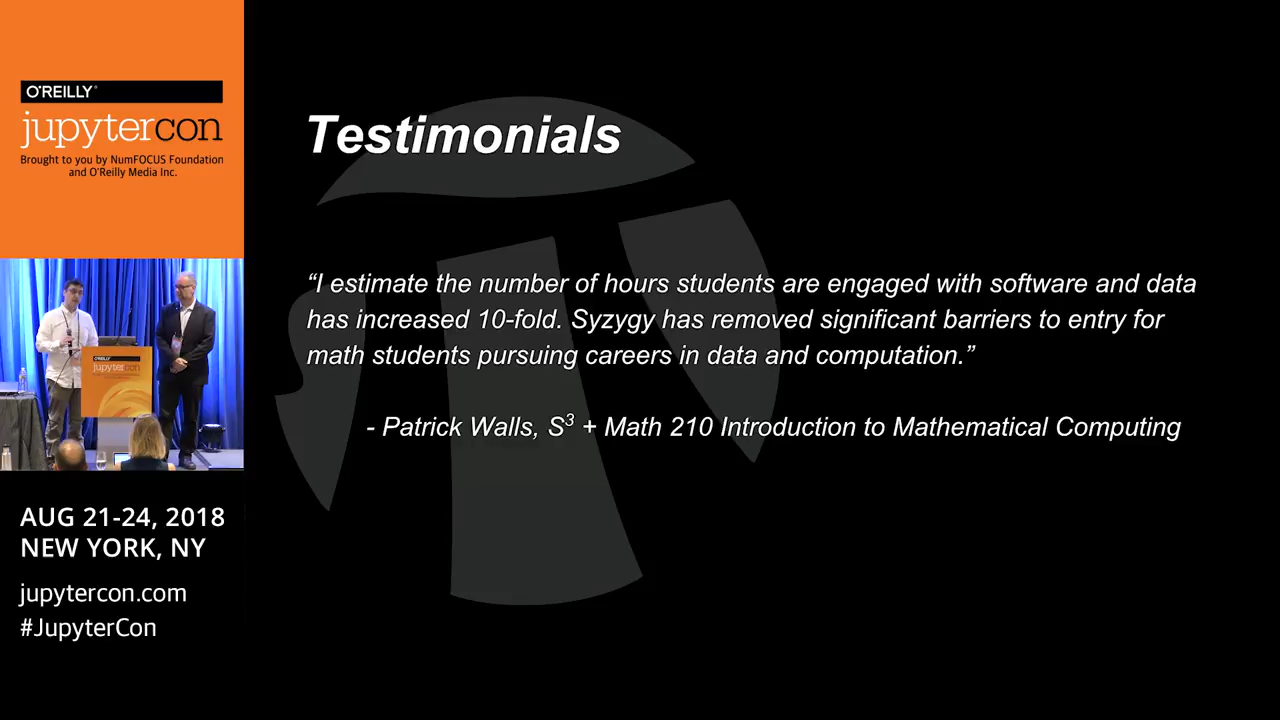 O'REILLY®
jupytercon
Brought to you by NumFOCUS Foundation
and O'Reilly Media Inc.
Testimonials
“I estimate the number of hours students are engaged with software and data
has increased 10-fold. Syzygy has removed significant barriers to entry for
math students pursuing careers in data and computation.”
- Patrick Walls, S³ + Math 210 Introduction to Mathematical Computing
O'REILLY
jupytercon
AUG 21-24, 2018
NEW YORK, NY
jupytercon.com
#JupyterCon